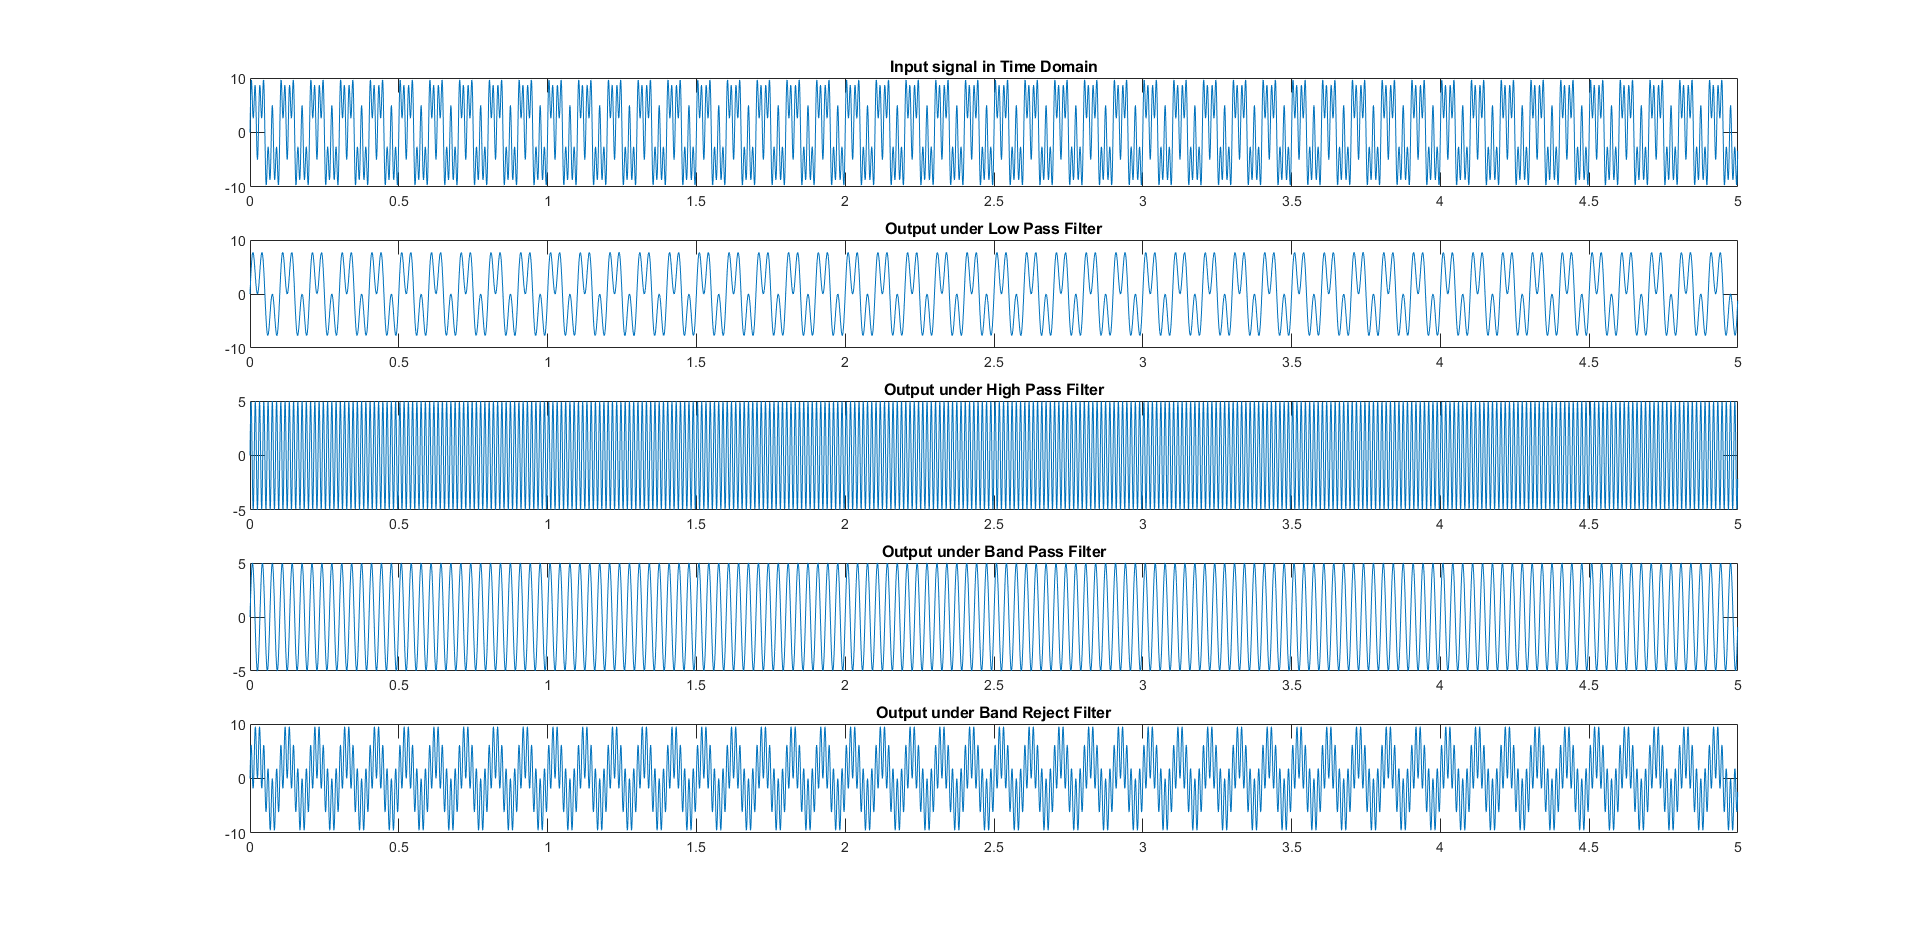 Input signal in Time Domain
10
0
-10
0 0.5 1 1.5 2 2.5 3 3.5 4 4.5 5
Output under Low Pass Filter
10
0
-10
0 0.5 1 1.5 2 2.5 3 3.5 4 4.5 5
Output under High Pass Filter
5
0
-5
0 0.5 1 1.5 2 2.5 3 3.5 4 4.5 5
Output under Band Pass Filter
5
0
-5
0 0.5 1 1.5 2 2.5 3 3.5 4 4.5 5
Output under Band Reject Filter
10
0
-10
0 0.5 1 1.5 2 2.5 3 3.5 4 4.5 5